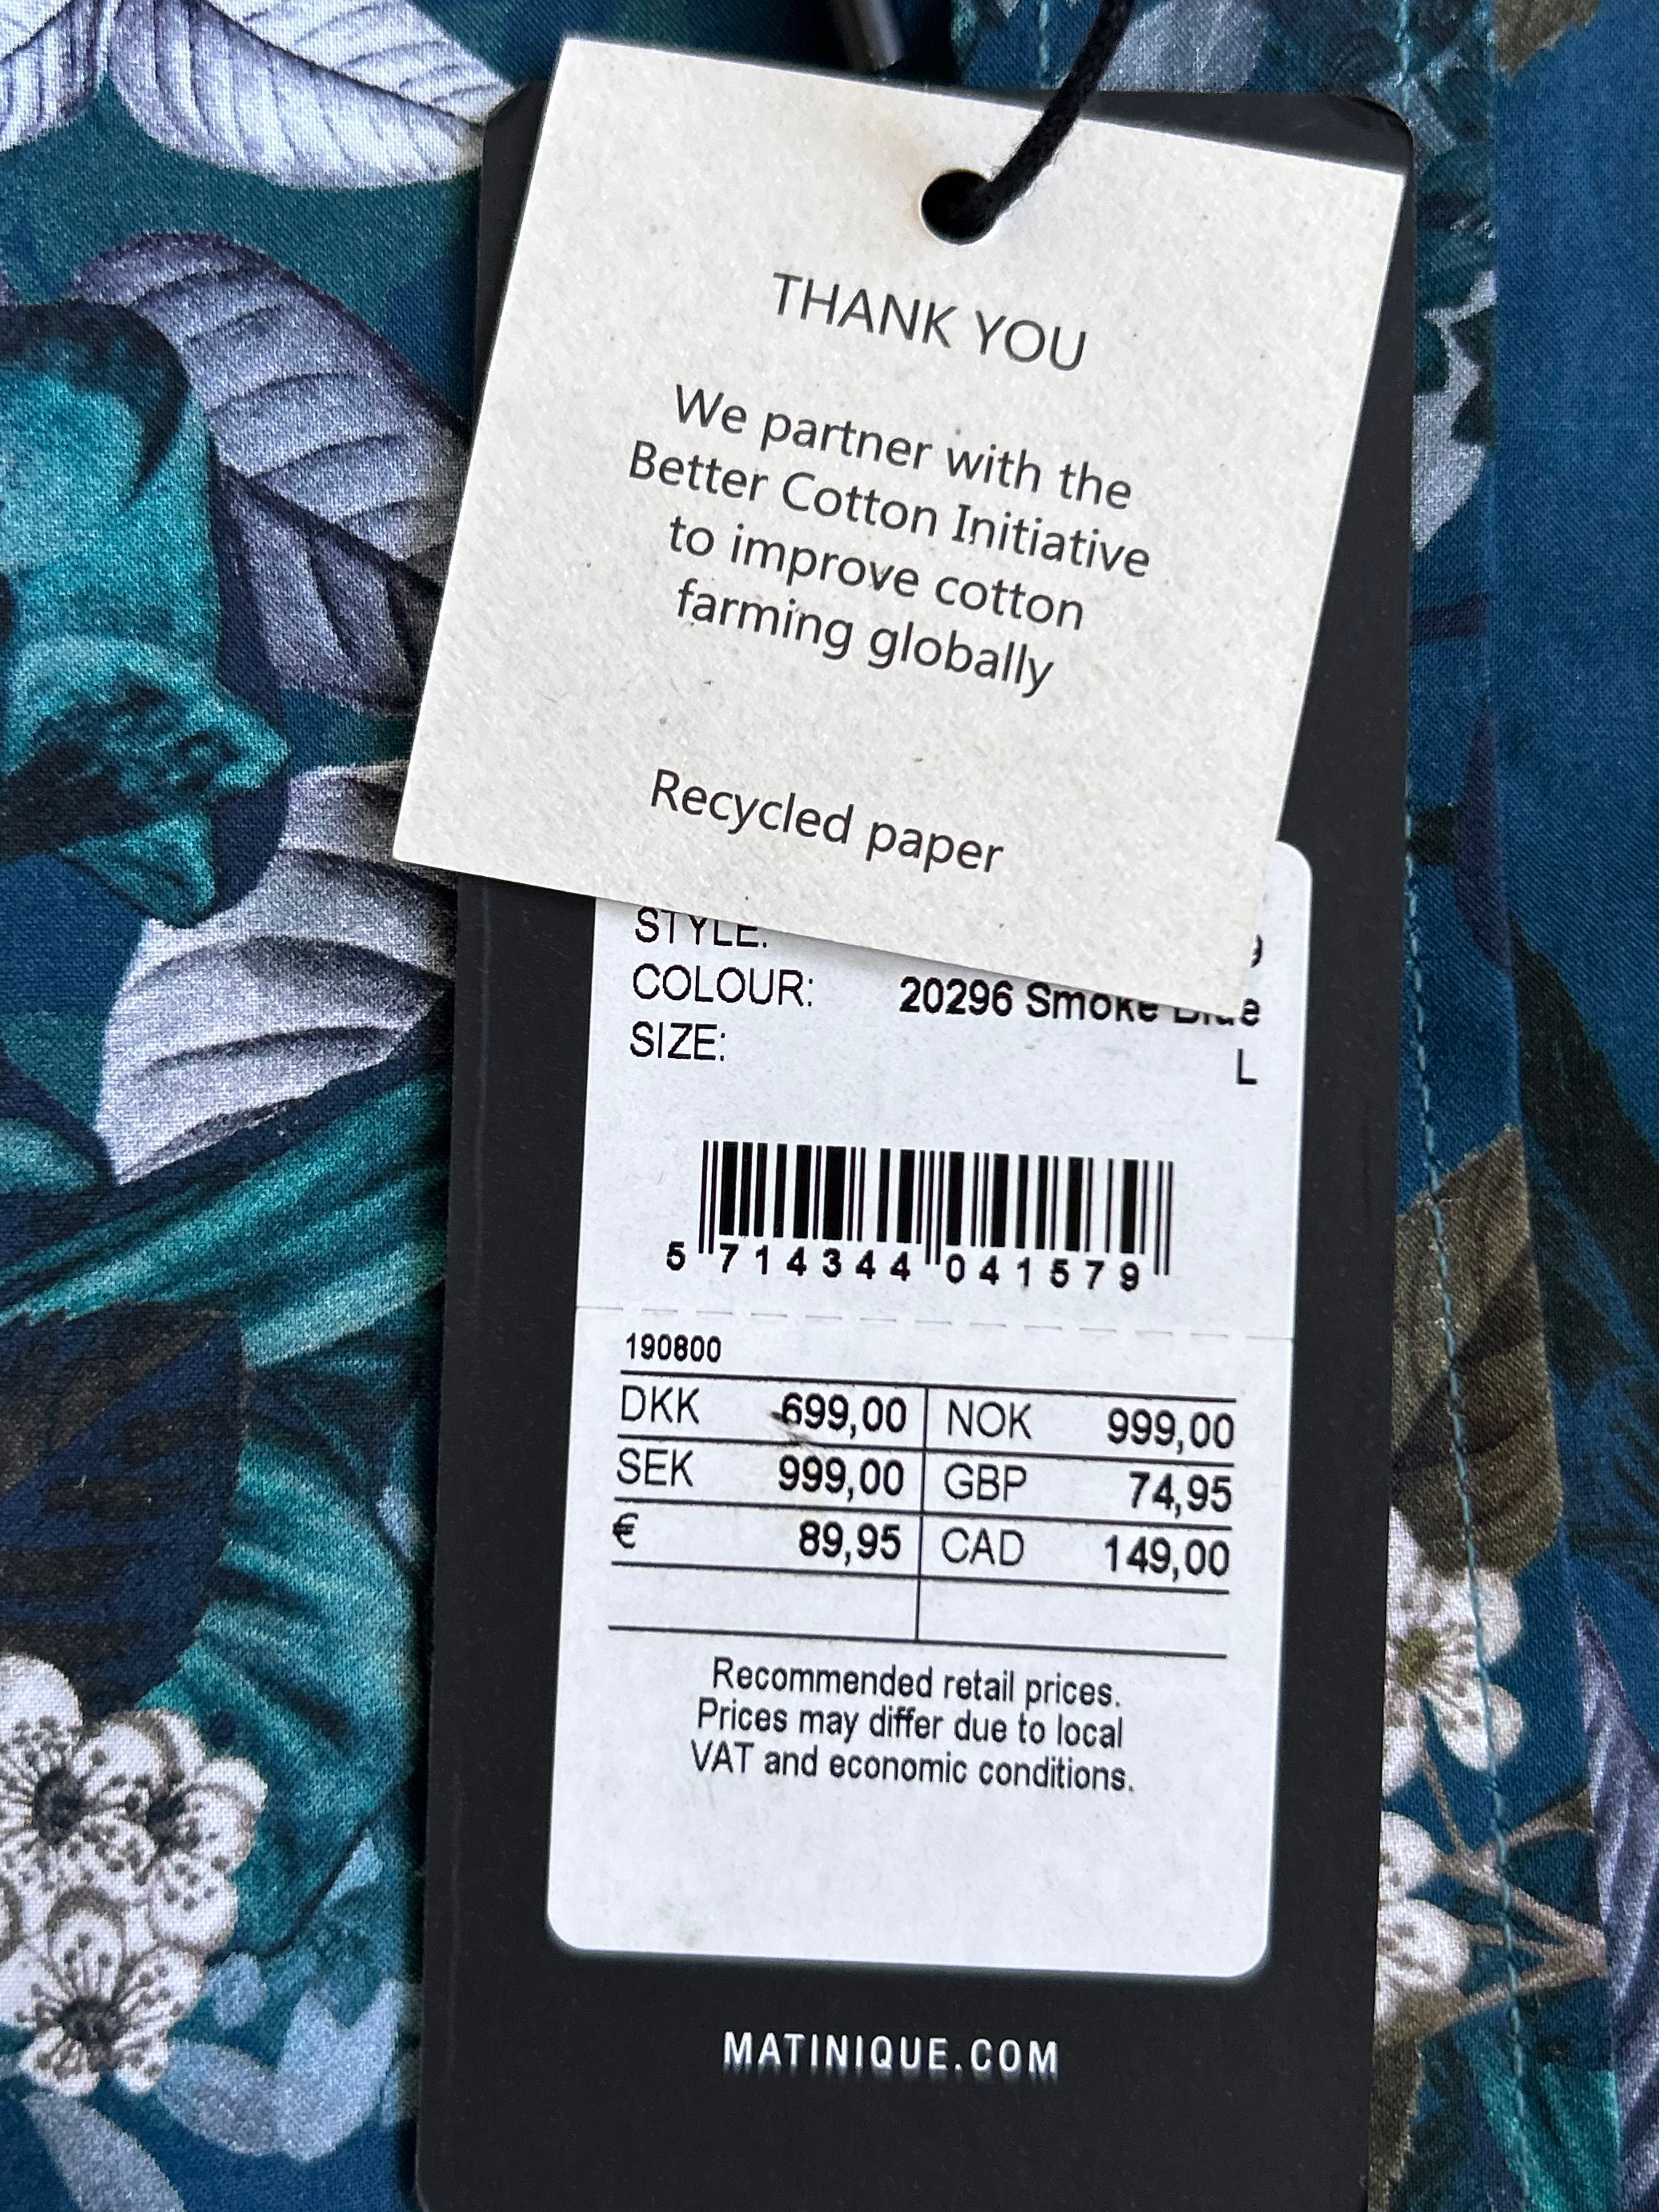 THANK YOU
We partner with the
Better Cotton Initiative
to improve cotton
farming globally
Recycled paper
STYLE: 9
COLOUR: 20296 Smoke Blue
SIZE: L
5 714344 041579
190800
DKK 699,00 NOK 999,00
SEK 999,00 GBP 74,95
€ 89,95 CAD 149,00
Recommended retail prices.
Prices may differ due to local
VAT and economic conditions.
MATINIQUE.COM